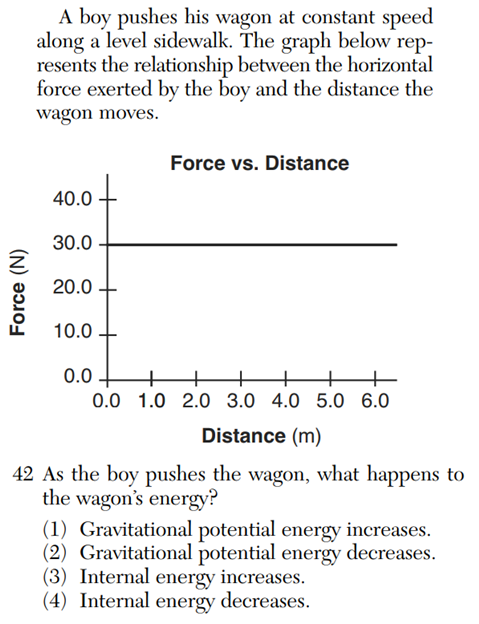 A boy pushes his wagon at constant speed
along a level sidewalk. The graph below rep-
resents the relationship between the horizontal
force exerted by the boy and the distance the
wagon moves.
Force vs. Distance
Force (N)
40.0
30.0
20.0
10.0
0.0
0.0 1.0 2.0 3.0 4.0 5.0 6.0
Distance (m)
42 As the boy pushes the wagon, what happens to
the wagon's energy?
(1) Gravitational potential energy increases.
(2) Gravitational potential energy decreases.
(3) Internal energy increases.
(4) Internal energy decreases.